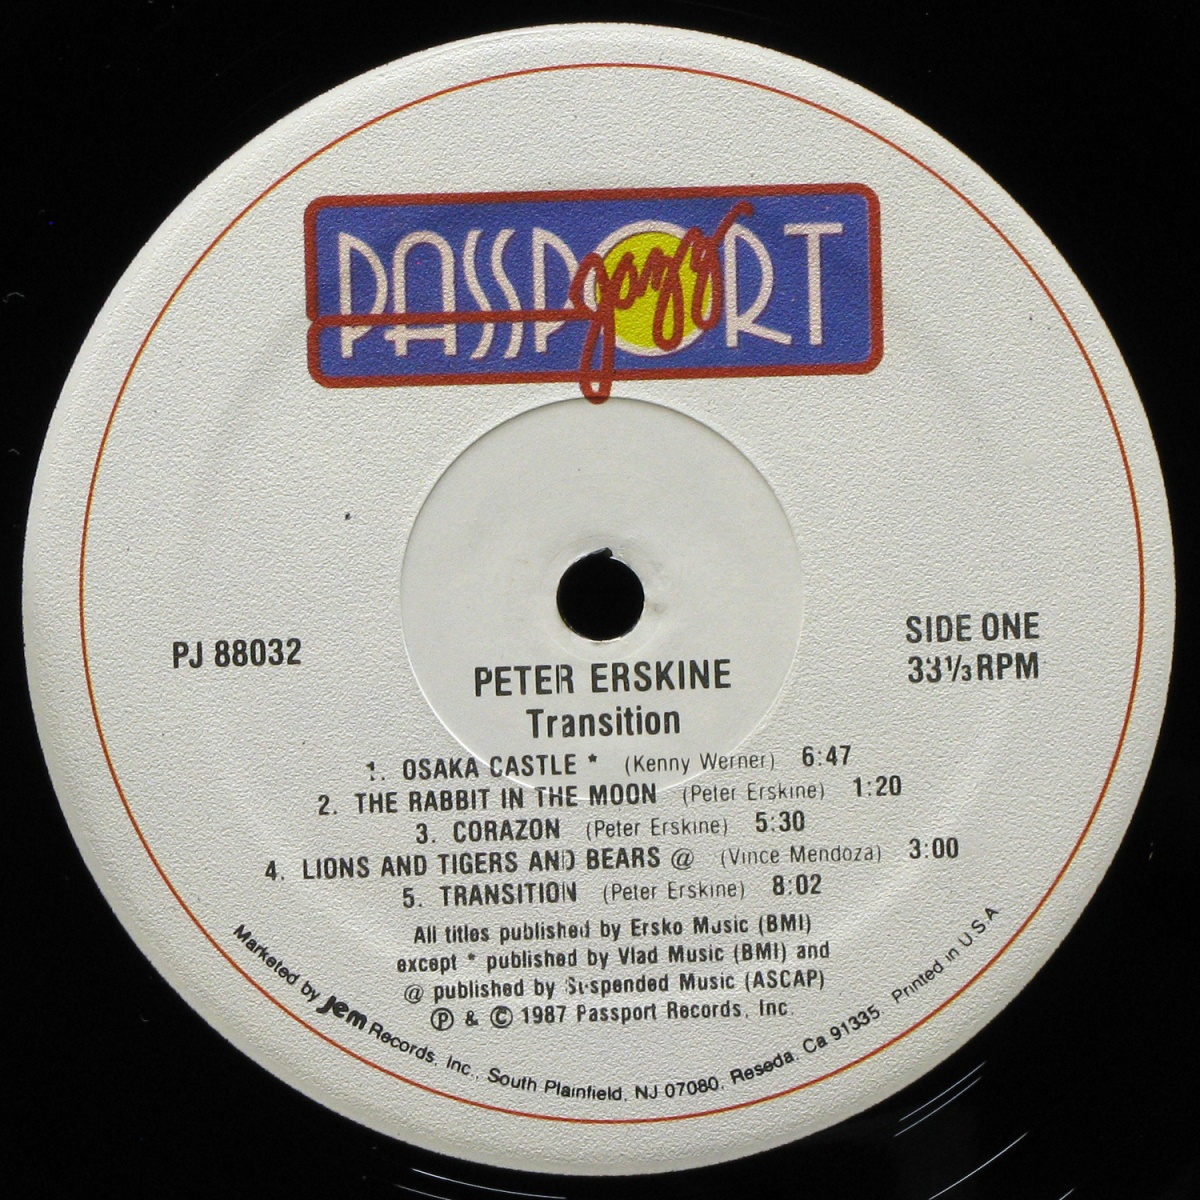 PASSPORT
jazz
PJ 88032
SIDE ONE
33⅓ RPM
PETER ERSKINE
Transition
1. OSAKA CASTLE * (Kenny Werner) 6:47
2. THE RABBIT IN THE MOON (Peter Erskine) 1:20
3. CORAZON (Peter Erskine) 5:30
4. LIONS AND TIGERS AND BEARS @ (Vince Mendoza) 3:00
5. TRANSITION (Peter Erskine) 8:02
All titles published by Ersko Music (BMI)
except * published by Vlad Music (BMI) and
@ published by Suspended Music (ASCAP)
Ⓟ & © 1987 Passport Records, Inc.
Marketed by Jem Records, Inc., South Plainfield, NJ 07080. Reseda. Ca 91335. Printed in U.S.A